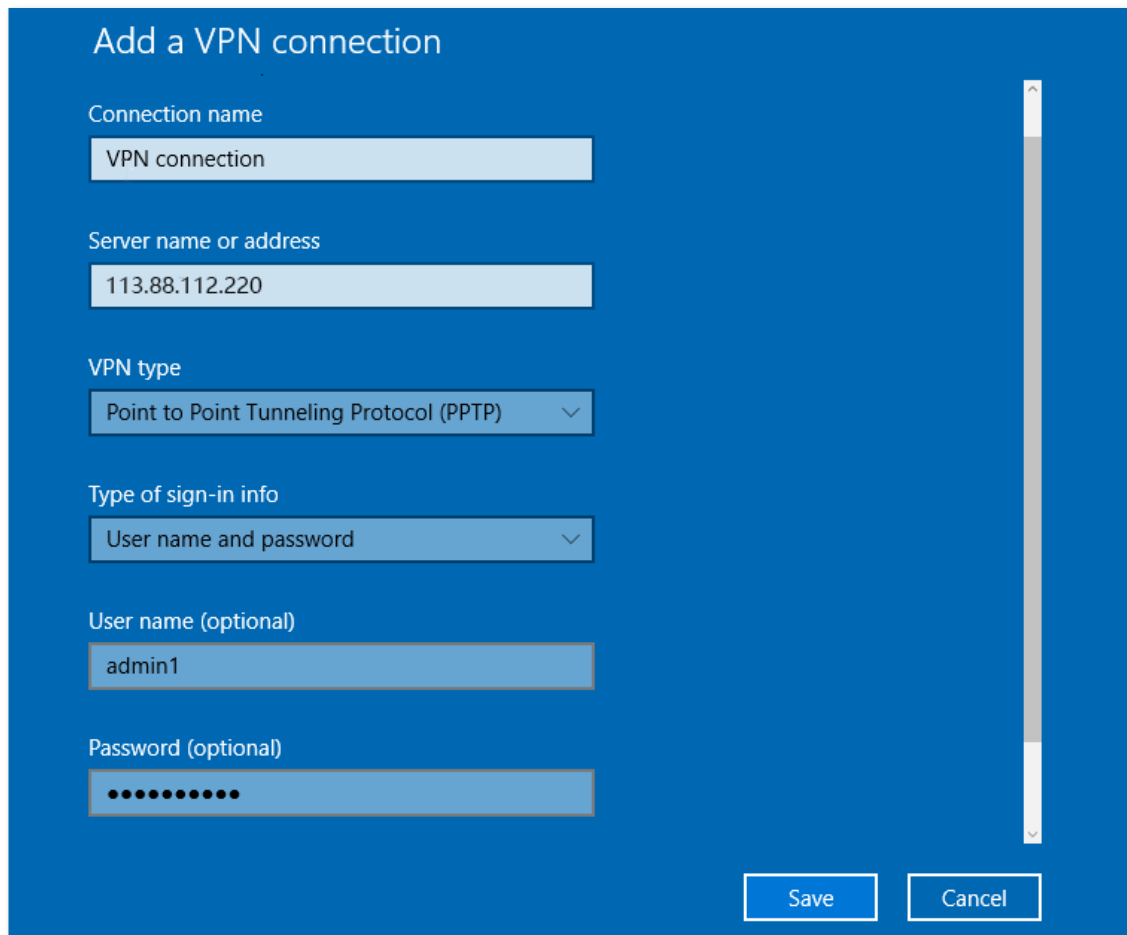 Add a VPN connection
Connection name
VPN connection
Server name or address
113.88.112.220
VPN type
Point to Point Tunneling Protocol (PPTP)
Type of sign-in info
User name and password
User name (optional)
admin1
Password (optional)
●●●●●●●●●●
Save
Cancel